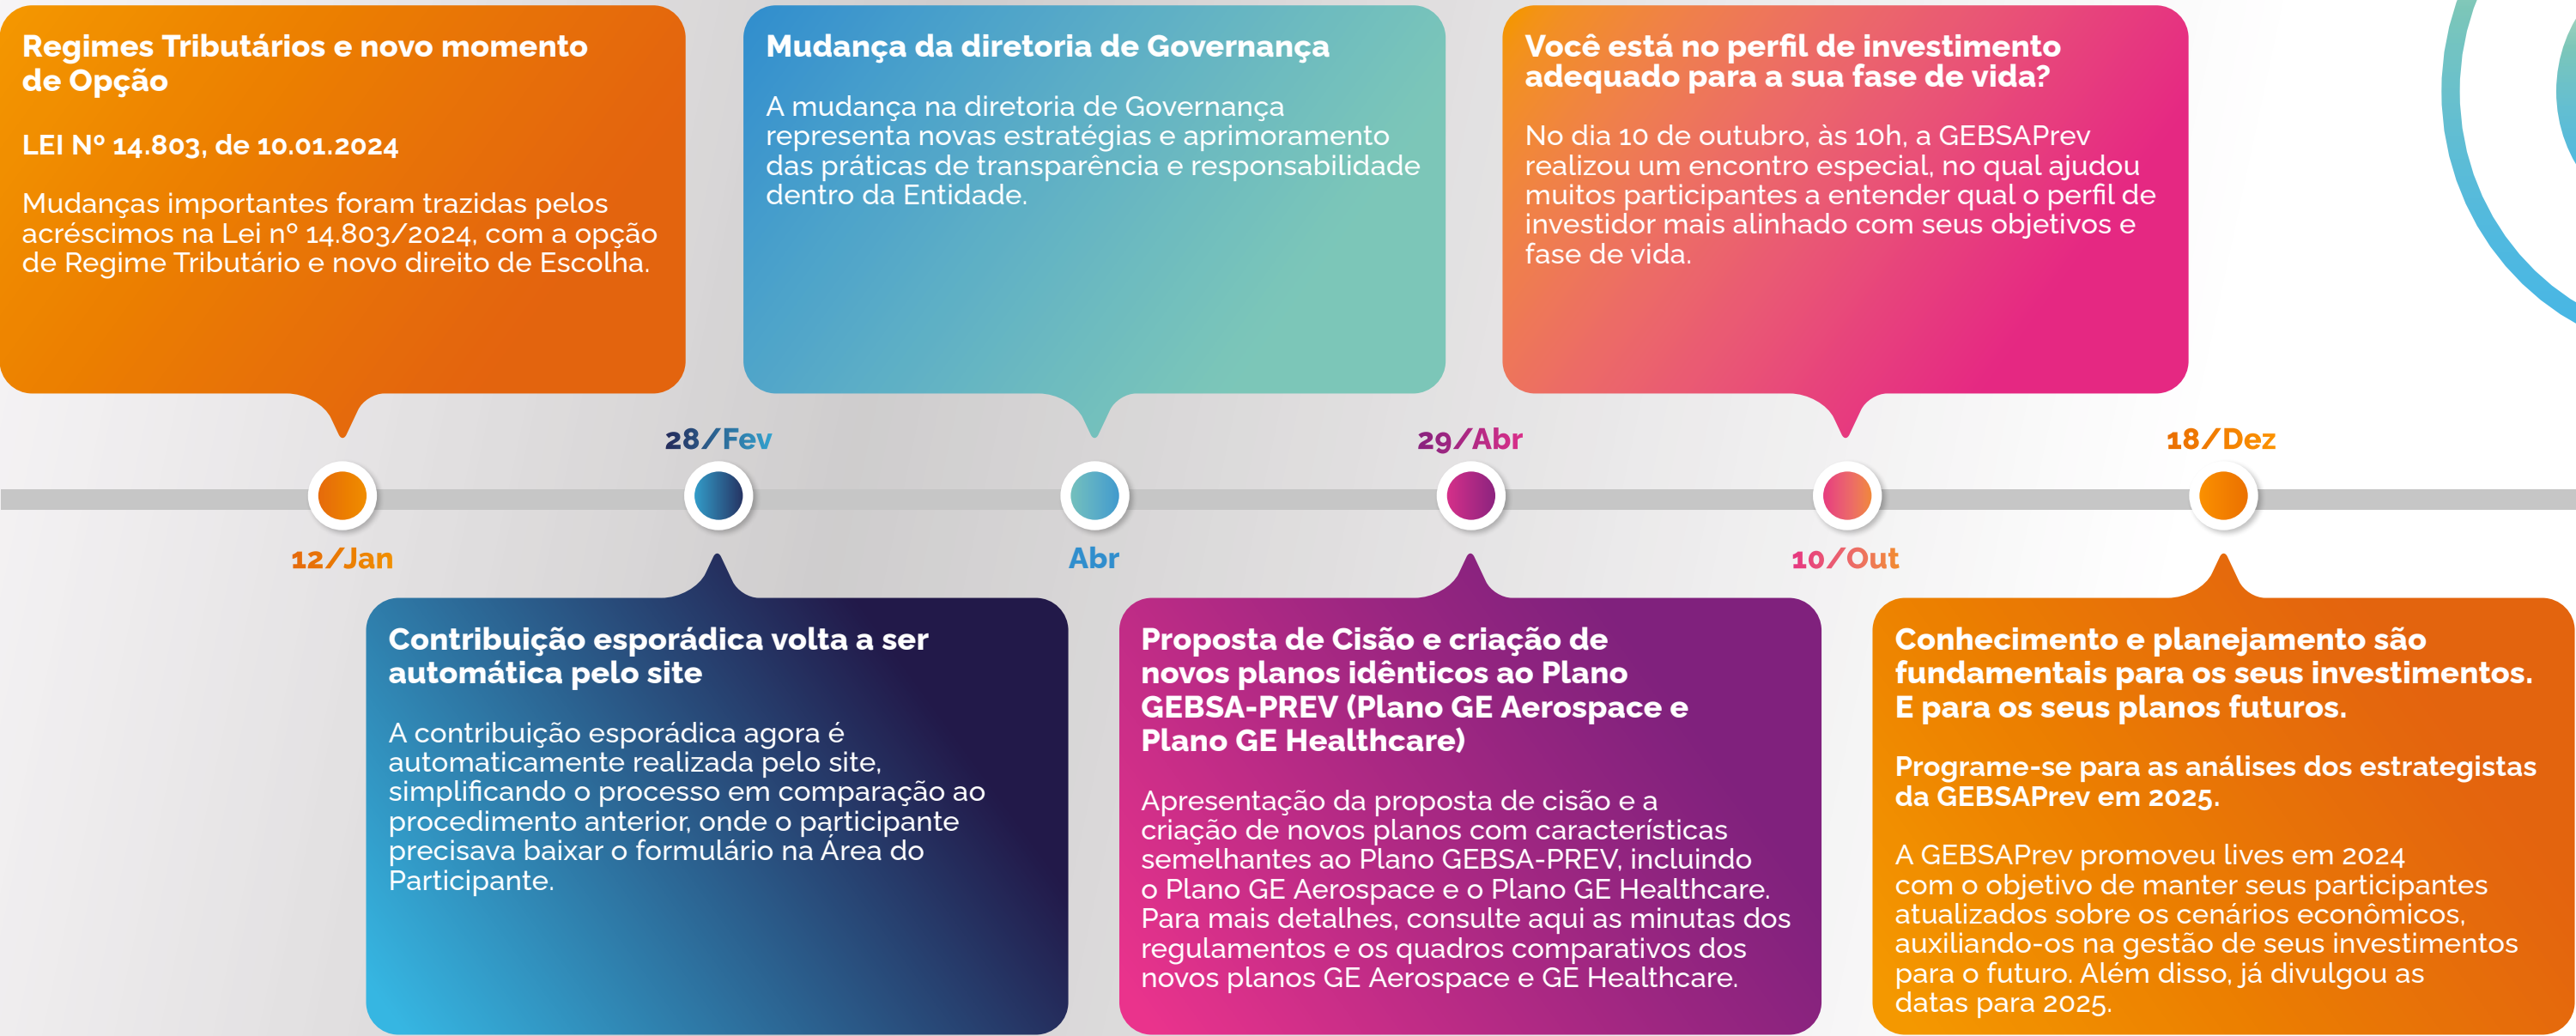 Regimes Tributários e novo momento
de Opção
LEI Nº 14.803, de 10.01.2024
Mudanças importantes foram trazidas pelos
acréscimos na Lei nº 14.803/2024, com a opção
de Regime Tributário e novo direito de Escolha.
12/Jan
28/Fev
Contribuição esporádica volta a ser
automática pelo site
A contribuição esporádica agora é
automaticamente realizada pelo site,
simplificando o processo em comparação ao
procedimento anterior, onde o participante
precisava baixar o formulário na Área do
Participante.
Mudança da diretoria de Governança
A mudança na diretoria de Governança
representa novas estratégias e aprimoramento
das práticas de transparência e responsabilidade
dentro da Entidade.
Abr
29/Abr
Proposta de Cisão e criação de
novos planos idênticos ao Plano
GEBSA-PREV (Plano GE Aerospace e
Plano GE Healthcare)
Apresentação da proposta de cisão e a
criação de novos planos com características
semelhantes ao Plano GEBSA-PREV, incluindo
o Plano GE Aerospace e o Plano GE Healthcare.
Para mais detalhes, consulte aqui as minutas dos
regulamentos e os quadros comparativos dos
novos planos GE Aerospace e GE Healthcare.
Você está no perfil de investimento
adequado para a sua fase de vida?
No dia 10 de outubro, às 10h, a GEBSAPrev
realizou um encontro especial, no qual ajudou
muitos participantes a entender qual o perfil de
investidor mais alinhado com seus objetivos e
fase de vida.
10/Out
18/Dez
Conhecimento e planejamento são
fundamentais para os seus investimentos.
E para os seus planos futuros.
Programe-se para as análises dos estrategistas
da GEBSAPrev em 2025.
A GEBSAPrev promoveu lives em 2024
com o objetivo de manter seus participantes
atualizados sobre os cenários econômicos,
auxiliando-os na gestão de seus investimentos
para o futuro. Além disso, já divulgou as
datas para 2025.